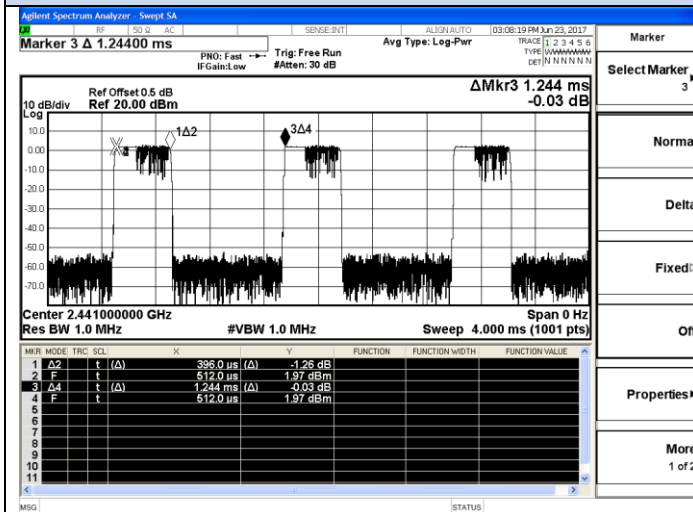 Agilent Spectrum Analyzer - Swept SA
RF 50 Ω AC SENSE:INT ALIGN AUTO 03:08:19 PM Jun 23, 2017
Marker 3 Δ 1.24400 ms
PNO: Fast
IFGain:Low
Trig: Free Run
#Atten: 30 dB
Avg Type: Log-Pwr
TRACE 1 2 3 4 5 6
TYPE
DET N N N N N N
Ref Offset 0.5 dB
10 dB/div Ref 20.00 dBm
Log
ΔMkr3 1.244 ms
-0.03 dB
10.0
0.00
-10.0
-20.0
-30.0
-40.0
-50.0
-60.0
-70.0
1Δ2
3Δ4
Center 2.441000000 GHz Span 0 Hz
Res BW 1.0 MHz #VBW 1.0 MHz Sweep 4.000 ms (1001 pts)
MKR MODE TRC SCL X Y FUNCTION FUNCTION WIDTH FUNCTION VALUE
1 Δ2 t (Δ) 396.0 µs (Δ) -1.26 dB
2 F t 512.0 µs 1.97 dBm
3 Δ4 t (Δ) 1.244 ms (Δ) -0.03 dB
4 F t 512.0 µs 1.97 dBm
5
6
7
8
9
10
11
MSG STATUS
Marker
Select Marker
3
Norma
Delta
Fixed
Off
Properties
More
1 of 2